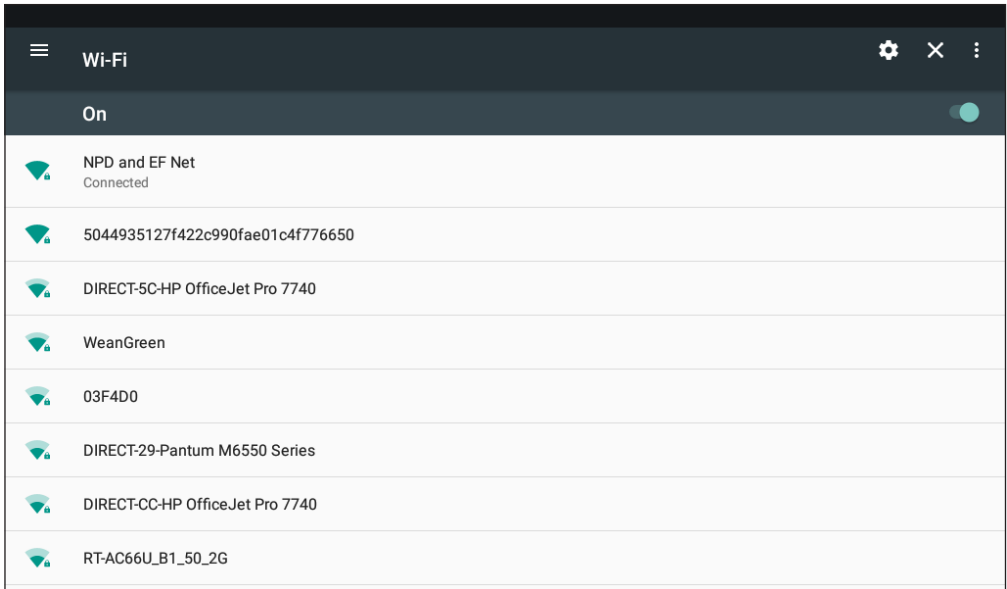 Wi-Fi
On
NPD and EF Net
Connected
5044935127f422c990fae01c4f776650
DIRECT-5C-HP OfficeJet Pro 7740
WeanGreen
03F4D0
DIRECT-29-Pantum M6550 Series
DIRECT-CC-HP OfficeJet Pro 7740
RT-AC66U_B1_50_2G